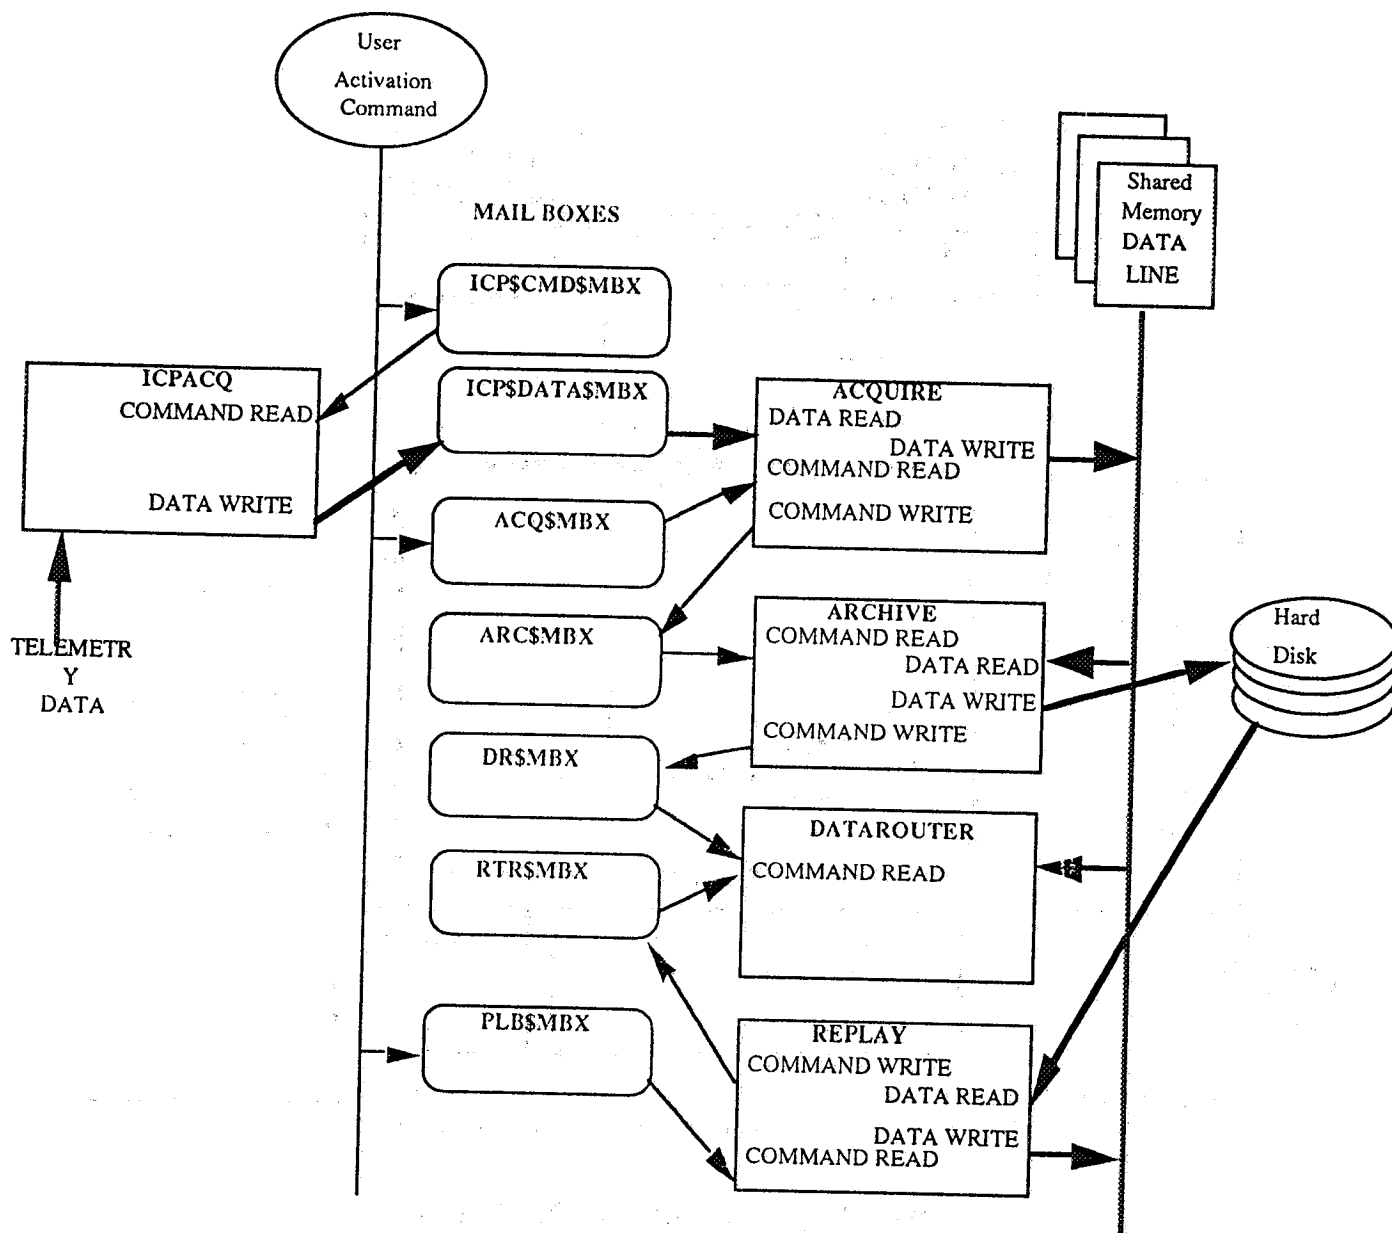 User
Activation
Command
Shared
Memory
DATA
LINE
MAIL BOXES
ICP$CMD$MBX
ICPACQ
COMMAND READ
DATA WRITE
ICP$DATA$MBX
ACQUIRE
DATA READ
DATA WRITE
COMMAND READ
COMMAND WRITE
ACQ$MBX
TELEMETR
Y
DATA
ARC$MBX
ARCHIVE
COMMAND READ
DATA READ
DATA WRITE
COMMAND WRITE
Hard
Disk
DR$MBX
DATAROUTER
COMMAND READ
RTR$MBX
PLB$MBX
REPLAY
COMMAND WRITE
DATA READ
DATA WRITE
COMMAND READ